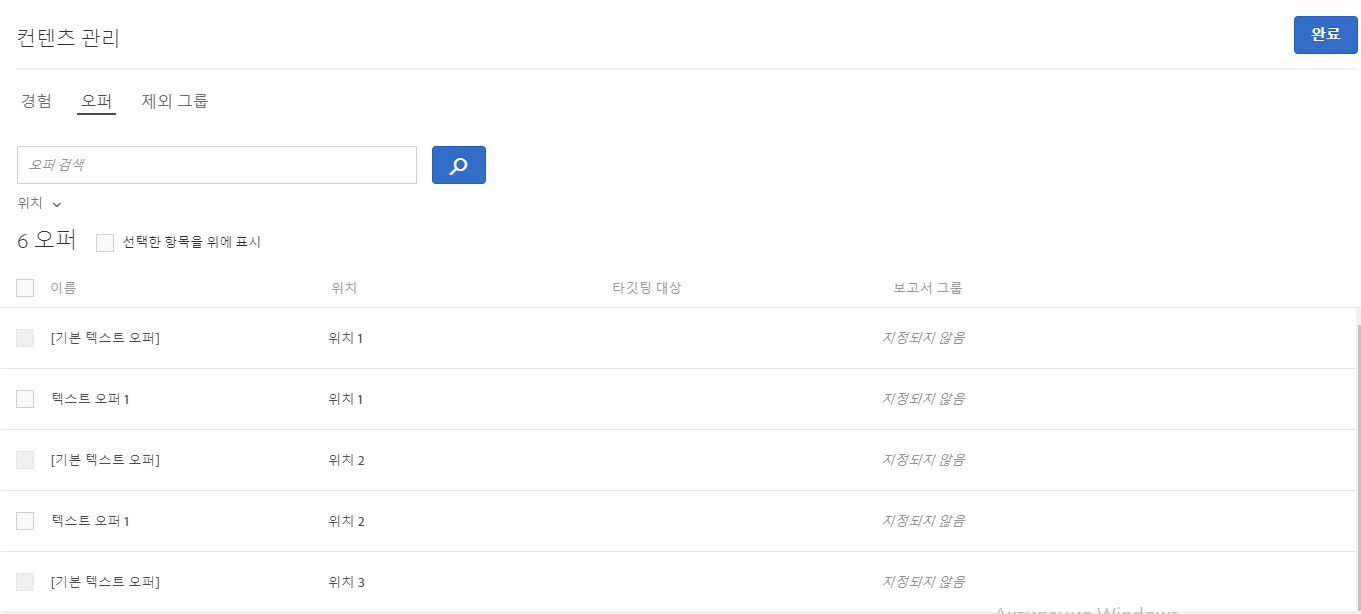 컨텐츠 관리
완료
경험 오퍼 제외 그룹
오퍼 검색
위치
6 오퍼 선택한 항목을 위에 표시
이름 위치 타깃팅 대상 보고서 그룹
[기본 텍스트 오퍼] 위치 1 지정되지 않음
텍스트 오퍼 1 위치 1 지정되지 않음
[기본 텍스트 오퍼] 위치 2 지정되지 않음
텍스트 오퍼 1 위치 2 지정되지 않음
[기본 텍스트 오퍼] 위치 3 지정되지 않음
Активация Windows